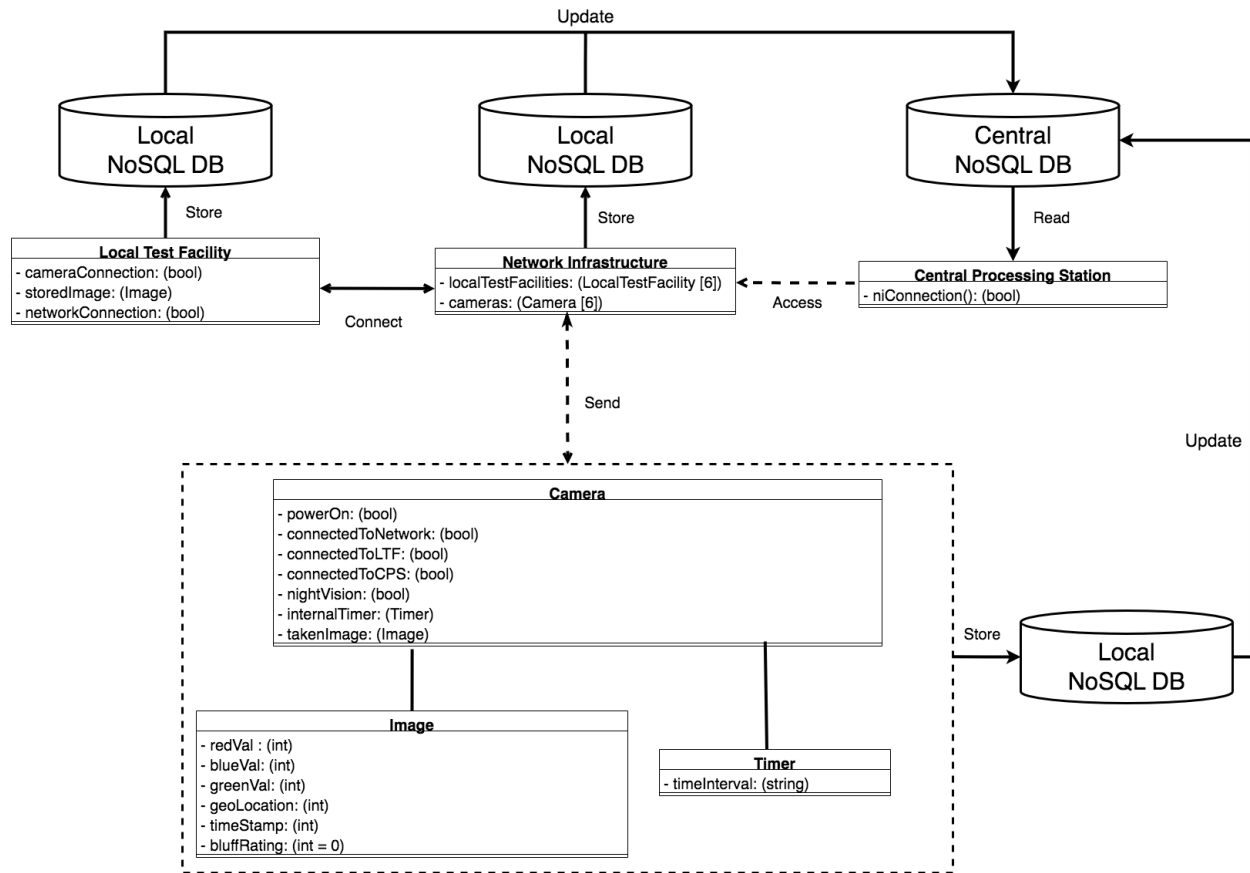 Update
Local
NoSQL DB
Local
NoSQL DB
Central
NoSQL DB
Store
Store
Read
Local Test Facility
- cameraConnection: (bool)
- storedImage: (Image)
- networkConnection: (bool)
Connect
Network Infrastructure
- localTestFacilities: (LocalTestFacility [6])
- cameras: (Camera [6])
Access
Central Processing Station
- niConnection(): (bool)
Send
Update
Camera
- powerOn: (bool)
- connectedToNetwork: (bool)
- connectedToLTF: (bool)
- connectedToCPS: (bool)
- nightVision: (bool)
- internalTimer: (Timer)
- takenImage: (Image)
Store
Local
NoSQL DB
Image
- redVal : (int)
- blueVal: (int)
- greenVal: (int)
- geoLocation: (int)
- timeStamp: (int)
- bluffRating: (int = 0)
Timer
- timeInterval: (string)